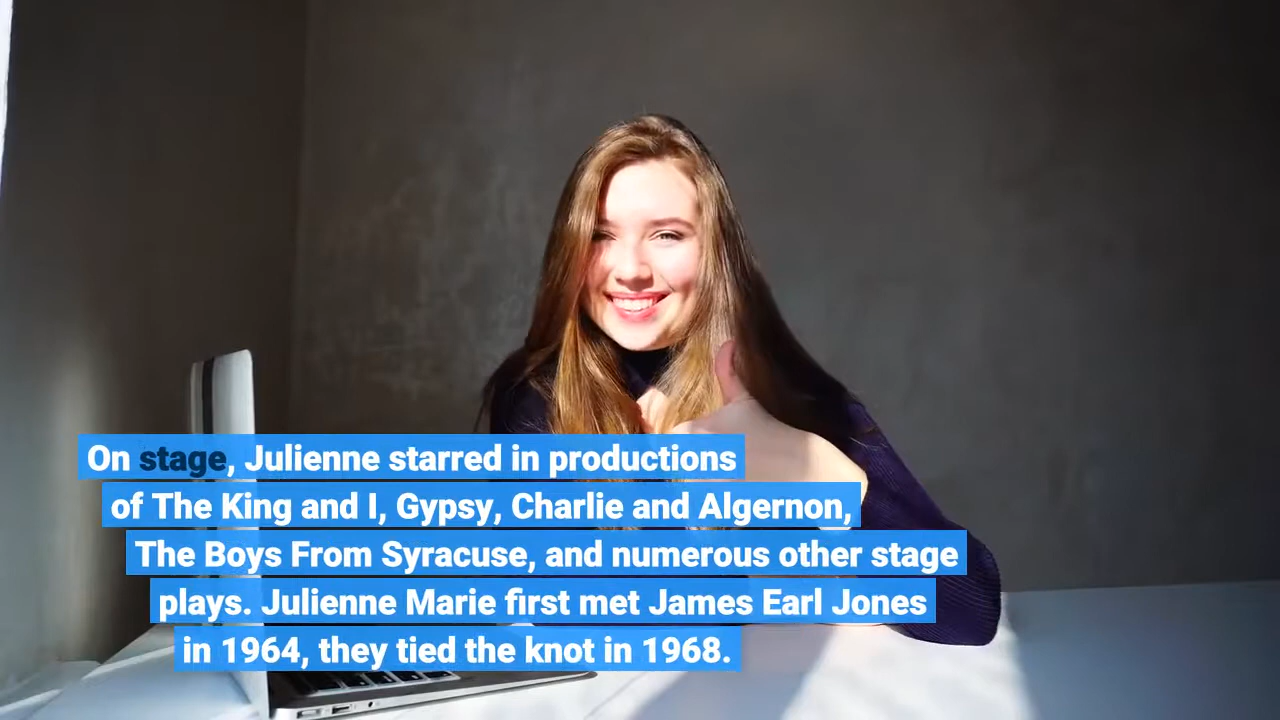 On stage, Julienne starred in productions
of The King and I, Gypsy, Charlie and Algernon,
The Boys From Syracuse, and numerous other stage
plays. Julienne Marie first met James Earl Jones
in 1964, they tied the knot in 1968.